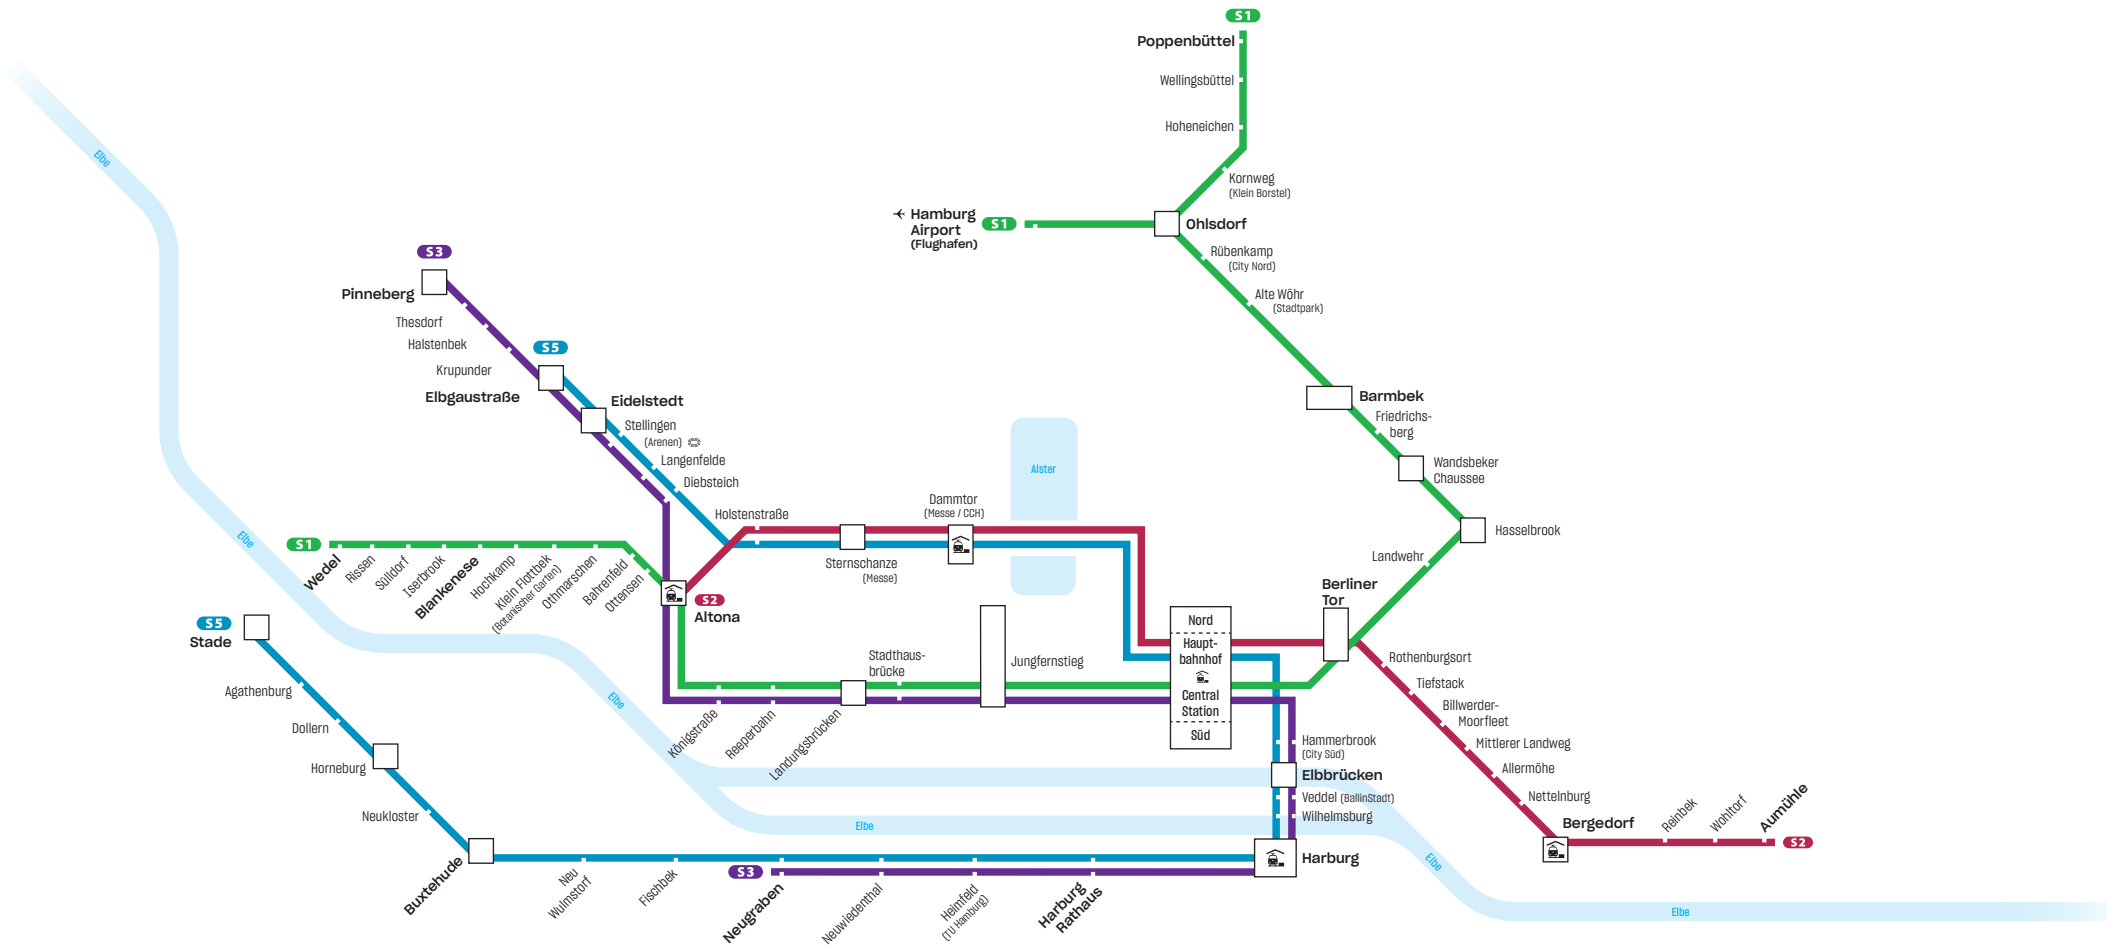 S1
Poppenbüttel
Wellingsbüttel
Hoheneichen
Kornweg
(Klein Borstel)
Hamburg
Airport
(Flughafen)
S1
Ohlsdorf
Rübenkamp
(City Nord)
Alte Wöhr
(Stadtpark)
Barmbek
Friedrichs-
berg
Wandsbeker
Chaussee
Hasselbrook
Landwehr
Berliner
Tor
Elbe
S3
Pinneberg
Thesdorf
Halstenbek
Krupunder
S5
Elbgaustraße
Eidelstedt
Stellingen
(Arenen)
Langenfelde
Diebsteich
Holstenstraße
Sternschanze
(Messe)
Dammtor
(Messe / CCH)
Alster
Elbe
S1
Wedel
Rissen
Sülldorf
Iserbrook
Blankenese
Hochkamp
Klein Flottbek
(Botanischer Garten)
Othmarschen
Bahrenfeld
Ottensen
S2
Altona
Königstraße
Reeperbahn
Landungsbrücken
Stadthaus-
brücke
Jungfernstieg
Nord
Haupt-
bahnhof
Central
Station
Süd
Rothenburgsort
Tiefstack
Billwerder-
Moorfleet
Mittlerer Landweg
Allermöhe
Nettelnburg
Bergedorf
Reinbek
Wohltorf
Aumühle
S2
Hammerbrook
(City Süd)
Elbbrücken
Veddel (BallinStadt)
Wilhelmsburg
Harburg
S5
Stade
Agathenburg
Dollern
Horneburg
Neukloster
Buxtehude
Neu
Wulmstorf
Fischbek
S3
Neugraben
Neuwiedenthal
Heimfeld
(TU Hamburg)
Harburg
Rathaus
Elbe
Elbe
Elbe
Elbe